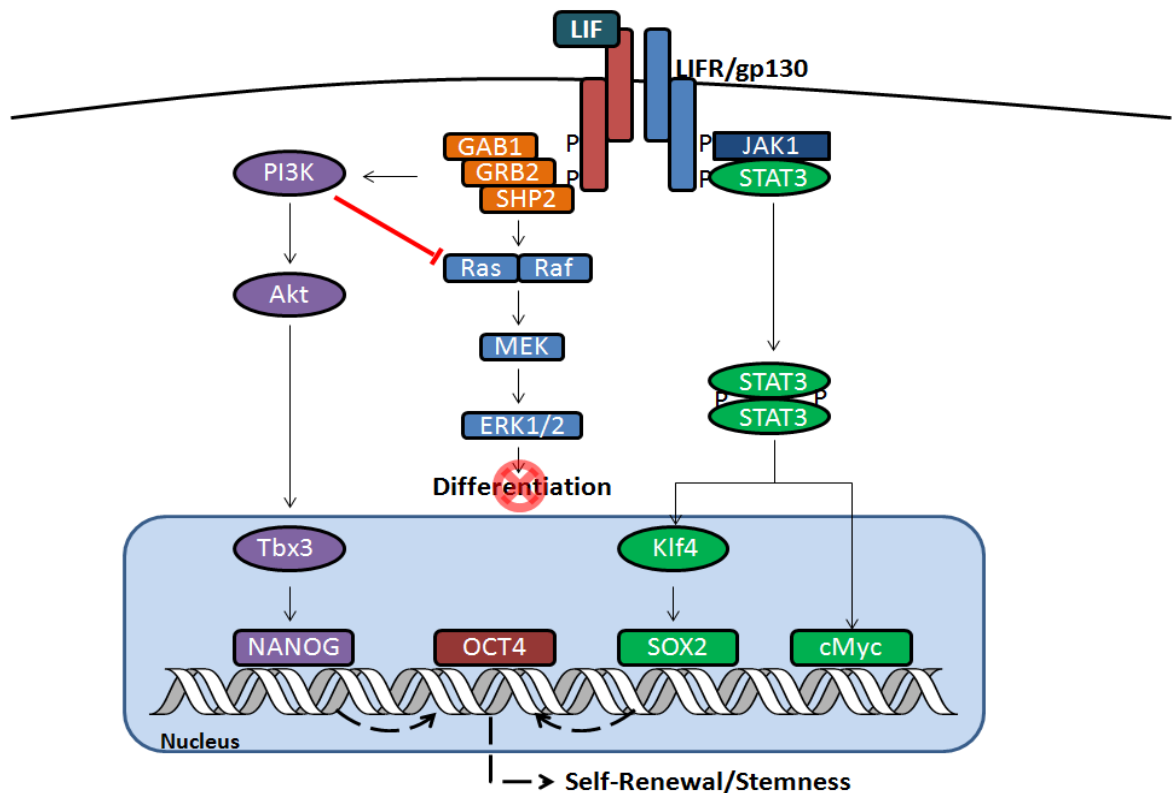 LIF
LIFR/gp130
GAB1
P
P
JAK1
PI3K
GRB2
P
P
STAT3
SHP2
Ras
Raf
Akt
MEK
STAT3
P
P
STAT3
ERK1/2
Differentiation
Tbx3
Klf4
NANOG
OCT4
SOX2
cMyc
Nucleus
Self-Renewal/Stemness